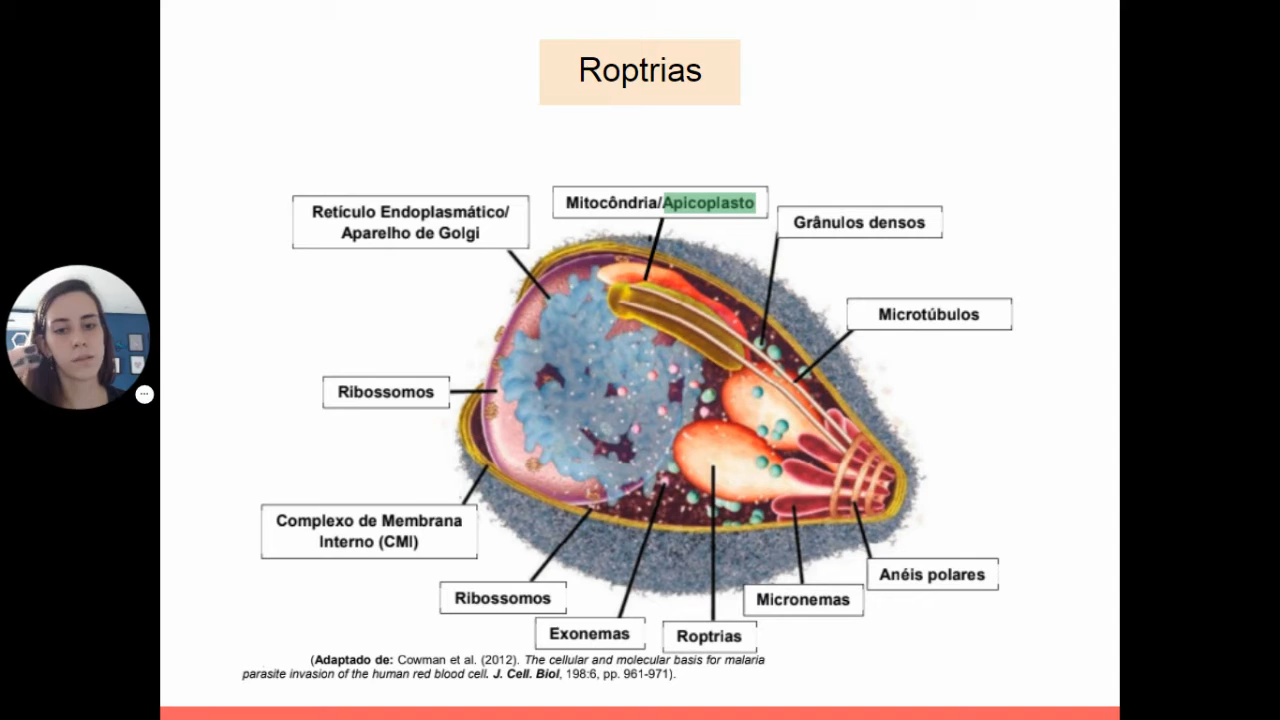 Roptrias
Retículo Endoplasmático/
Aparelho de Golgi
Mitocôndria/Apicoplasto
Grânulos densos
Microtúbulos
Ribossomos
Complexo de Membrana
Interno (CMI)
Ribossomos
Exonemas
Roptrias
Micronemas
Anéis polares
(Adaptado de: Cowman et al. (2012). The cellular and molecular basis for malaria
parasite invasion of the human red blood cell. J. Cell. Biol, 198:6, pp. 961-971).